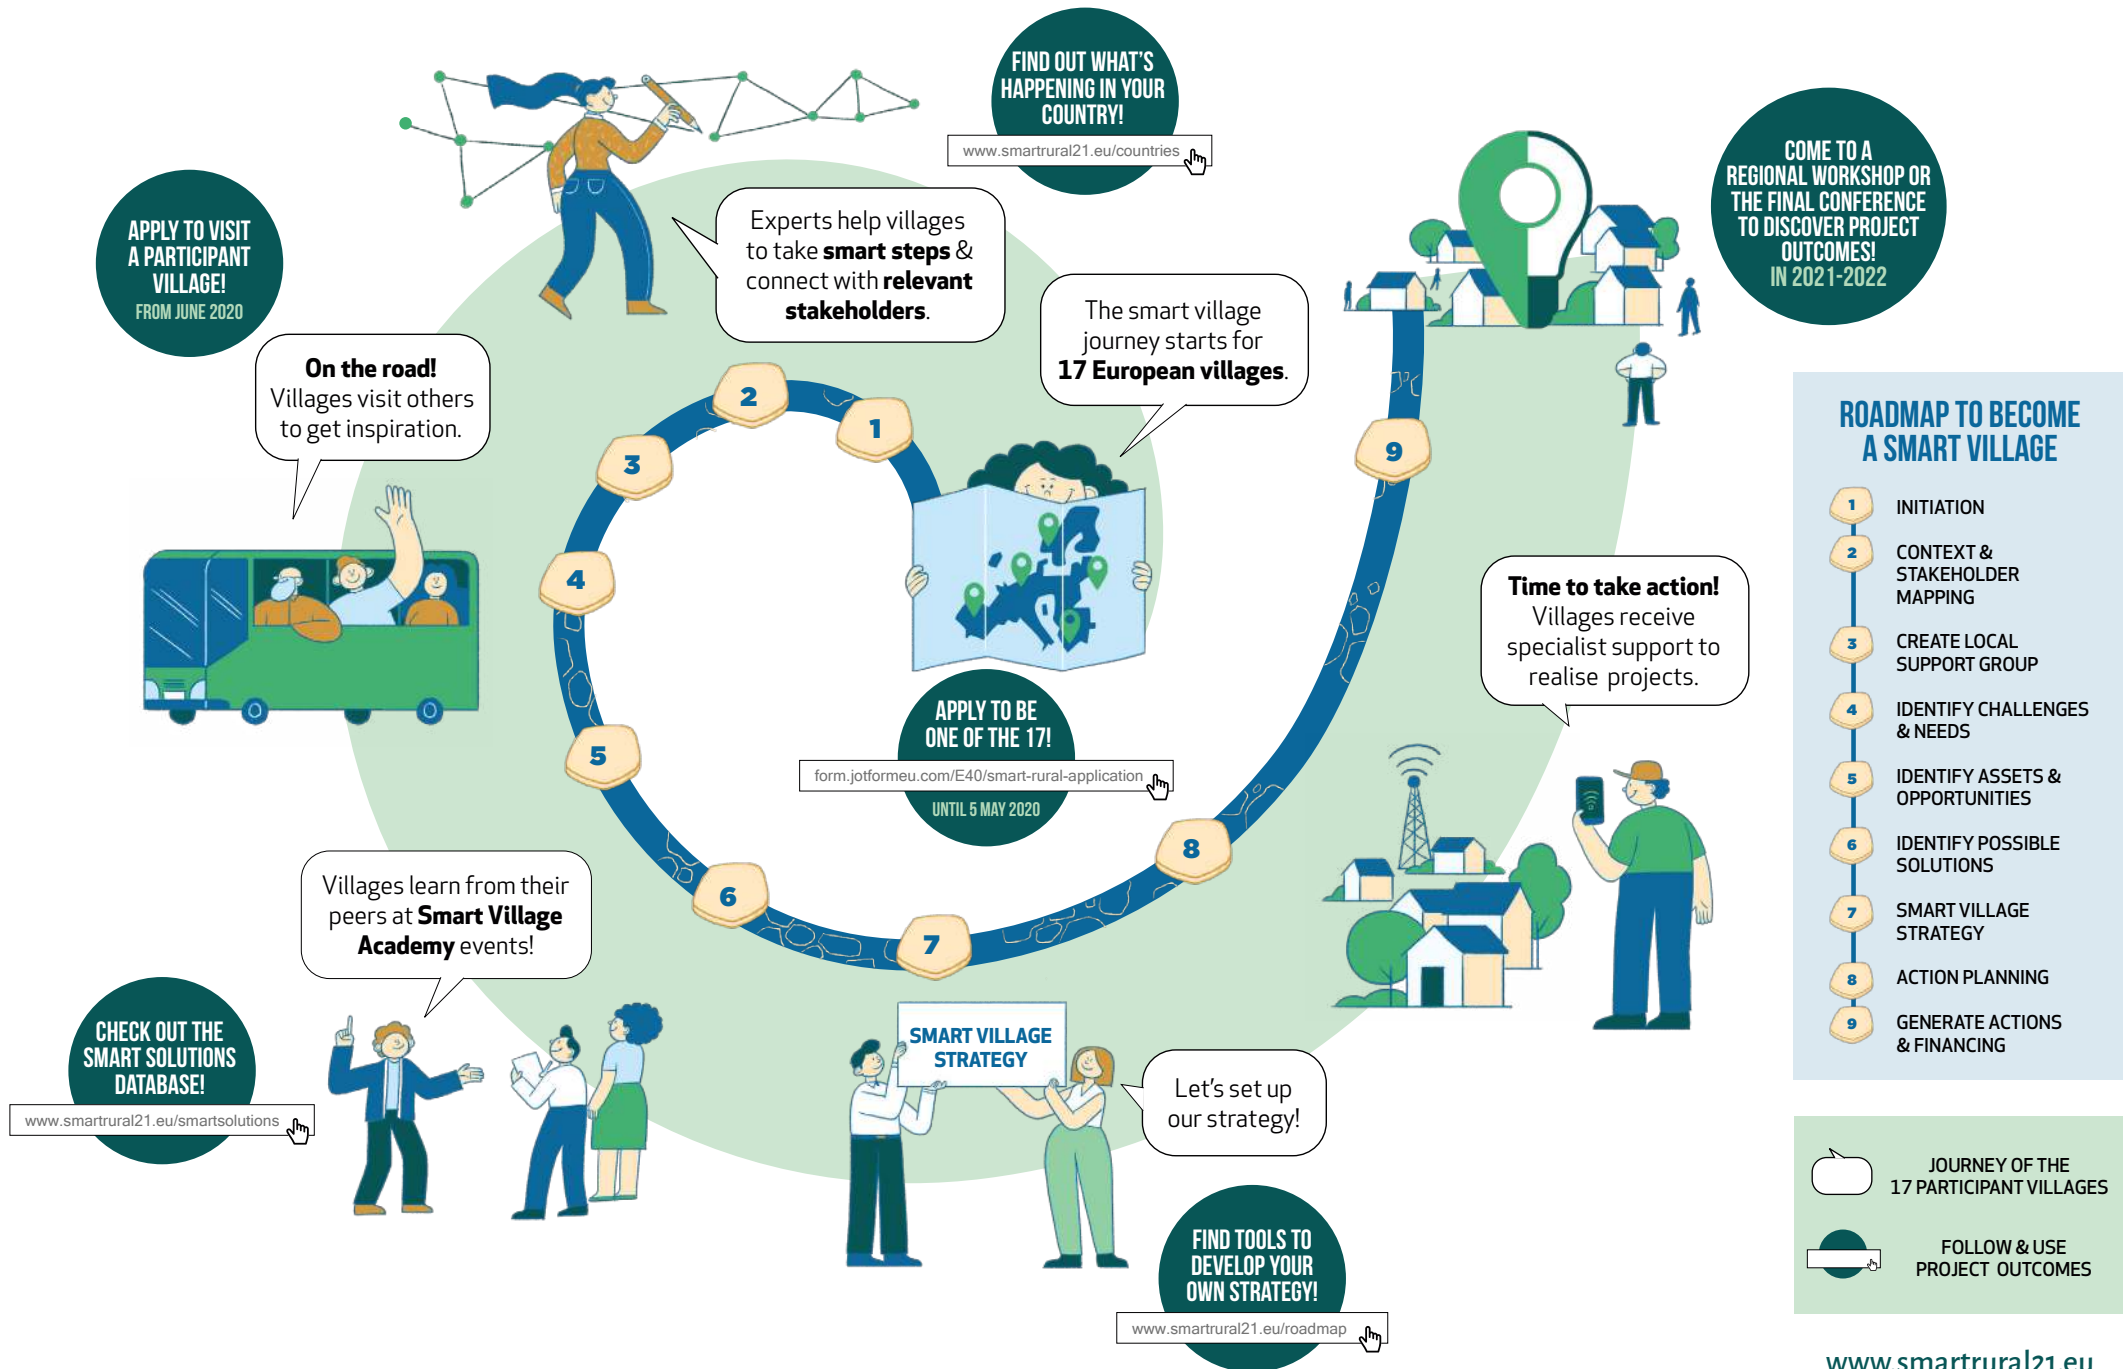 FIND OUT WHAT'S
HAPPENING IN YOUR
COUNTRY!
www.smartrural21.eu/countries
COME TO A
REGIONAL WORKSHOP OR
THE FINAL CONFERENCE
TO DISCOVER PROJECT
OUTCOMES!
IN 2021-2022
APPLY TO VISIT
A PARTICIPANT
VILLAGE!
FROM JUNE 2020
Experts help villages
to take smart steps &
connect with relevant
stakeholders.
The smart village
journey starts for
17 European villages.
On the road!
Villages visit others
to get inspiration.
1
2
3
4
5
6
7
8
9
APPLY TO BE
ONE OF THE 17!
form.jotformeu.com/E40/smart-rural-application
UNTIL 5 MAY 2020
Time to take action!
Villages receive
specialist support to
realise projects.
Villages learn from their
peers at Smart Village
Academy events!
CHECK OUT THE
SMART SOLUTIONS
DATABASE!
www.smartrural21.eu/smartsolutions
SMART VILLAGE
STRATEGY
Let's set up
our strategy!
FIND TOOLS TO
DEVELOP YOUR
OWN STRATEGY!
www.smartrural21.eu/roadmap
ROADMAP TO BECOME
A SMART VILLAGE
1 INITIATION
2 CONTEXT &
STAKEHOLDER
MAPPING
3 CREATE LOCAL
SUPPORT GROUP
4 IDENTIFY CHALLENGES
& NEEDS
5 IDENTIFY ASSETS &
OPPORTUNITIES
6 IDENTIFY POSSIBLE
SOLUTIONS
7 SMART VILLAGE
STRATEGY
8 ACTION PLANNING
9 GENERATE ACTIONS
& FINANCING
JOURNEY OF THE
17 PARTICIPANT VILLAGES
FOLLOW & USE
PROJECT OUTCOMES
www.smartrural21.eu